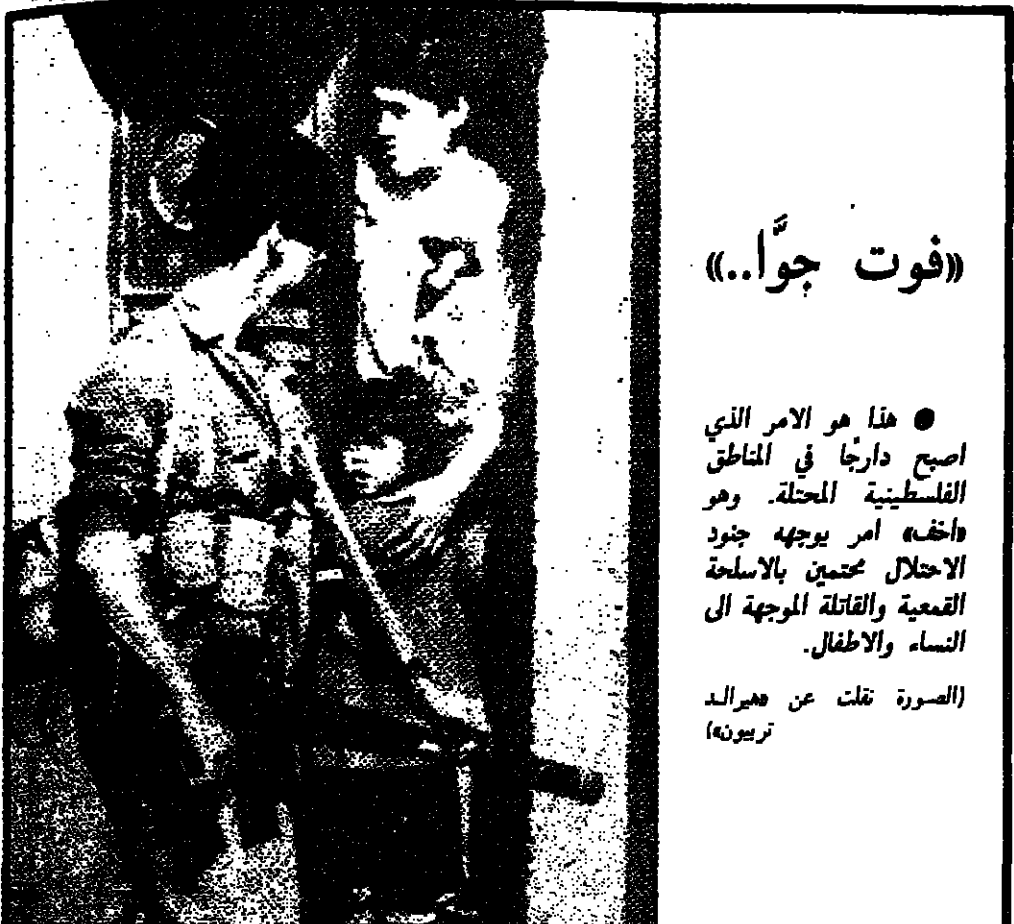 «فوت جوَّا..»
● هذا هو الامر الذي
اصبح دارجًا في المناطق
الفلسطينية المحتلة. وهو
«اخف» امر يوجهه جنود
الاحتلال محتمين بالاسلحة
القمعية والقاتلة الموجهة الى
النساء والاطفال.
(الصورة نقلت عن «هيرالد
تريبيون»)